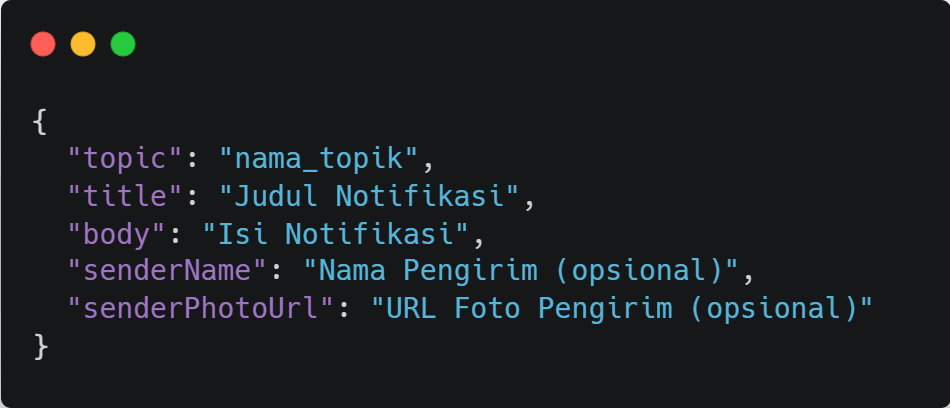 {
  "topic": "nama_topik",
  "title": "Judul Notifikasi",
  "body": "Isi Notifikasi",
  "senderName": "Nama Pengirim (opsional)",
  "senderPhotoUrl": "URL Foto Pengirim (opsional)"
}